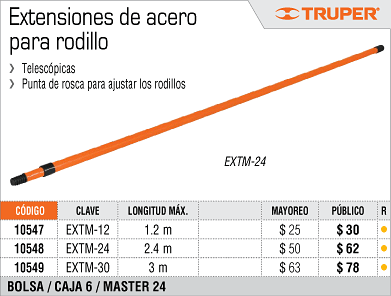 Extensiones de acero
para rodillo
TRUPER
Telescópicas
Punta de rosca para ajustar los rodillos
EXTM-24
CÓDIGO CLAVE LONGITUD MÁX. MAYOREO PÚBLICO R
10547 EXTM-12 1.2 m $ 25 $ 30
10548 EXTM-24 2.4 m $ 50 $ 62
10549 EXTM-30 3 m $ 63 $ 78
BOLSA / CAJA 6 / MASTER 24